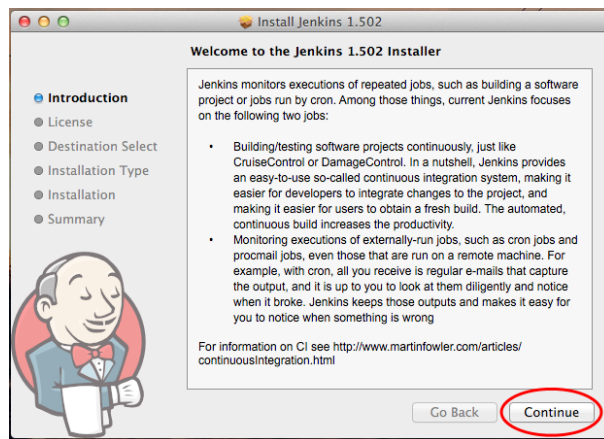 Install Jenkins 1.502
Welcome to the Jenkins 1.502 Installer
Introduction
License
Destination Select
Installation Type
Installation
Summary
Jenkins monitors executions of repeated jobs, such as building a software
project or jobs run by cron. Among those things, current Jenkins focuses
on the following two jobs:
• Building/testing software projects continuously, just like
CruiseControl or DamageControl. In a nutshell, Jenkins provides
an easy-to-use so-called continuous integration system, making it
easier for developers to integrate changes to the project, and
making it easier for users to obtain a fresh build. The automated,
continuous build increases the productivity.
• Monitoring executions of externally-run jobs, such as cron jobs and
procmail jobs, even those that are run on a remote machine. For
example, with cron, all you receive is regular e-mails that capture
the output, and it is up to you to look at them diligently and notice
when it broke. Jenkins keeps those outputs and makes it easy for
you to notice when something is wrong
For information on CI see http://www.martinfowler.com/articles/
continuousIntegration.html
Go Back
Continue